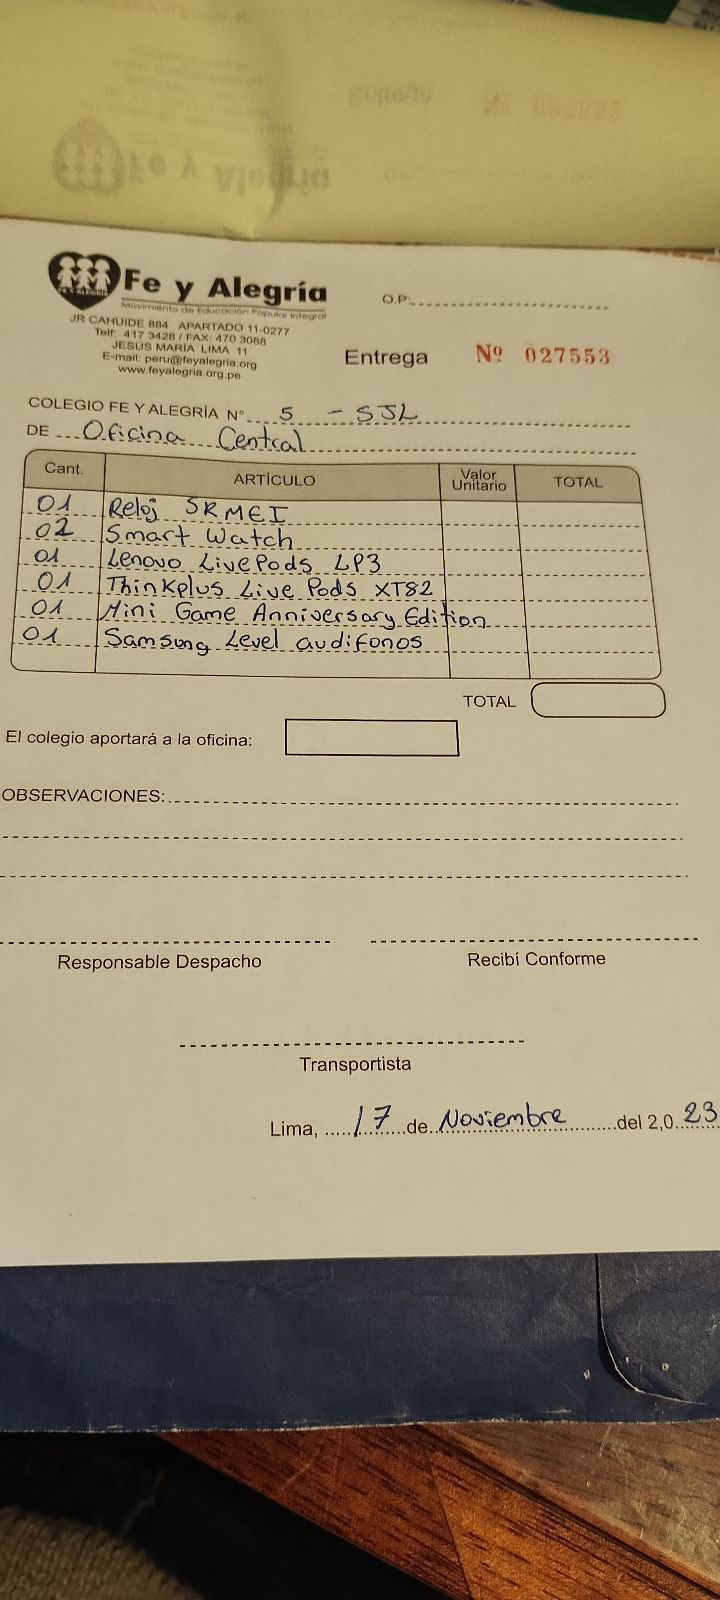 Fe y Alegría
Movimiento de Educación Popular Integral
JR CAHUIDE 884 APARTADO 11-0277
Telf: 417 3428 / FAX: 470 3088
JESÚS MARÍA LIMA 11
E-mail: peru@feyalegria.org
www.feyalegria.org.pe
O.P.
Entrega Nº 027553
COLEGIO FE Y ALEGRÍA Nº 5 - SJL
DE Oficina Central
Cant. ARTÍCULO Valor Unitario TOTAL
01 Reloj SKMEI
02 Smart Watch
01 Lenovo LivePods LP3
01 Thinkplus Live Pods XT82
01 Mini Game Anniversary Edition
01 Samsung Level audifonos
TOTAL
El colegio aportará a la oficina:
OBSERVACIONES:
Responsable Despacho Recibí Conforme
Transportista
Lima, 17 de Noviembre del 2,0 23